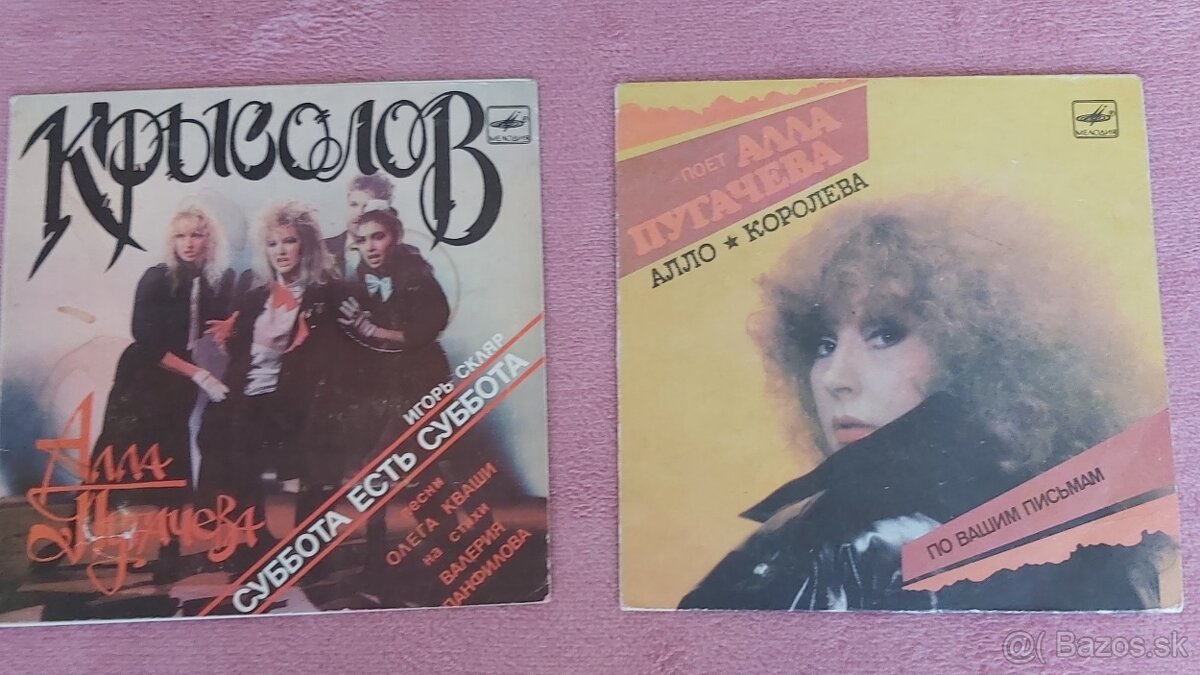 КРЫСОЛОВ
МЕЛОДИЯ
Алла
Пугачева
ИГОРЬ СКЛЯР
СУББОТА ЕСТЬ СУББОТА
песни
ОЛЕГА КВАШИ
на стихи
ВАЛЕРИЯ
ПАНФИЛОВА
МЕЛОДИЯ
ПОЕТ АЛЛА
ПУГАЧЕВА
АЛЛО ★ КОРОЛЕВА
ПО ВАШИМ ПИСЬМАМ
@( Bazos.sk